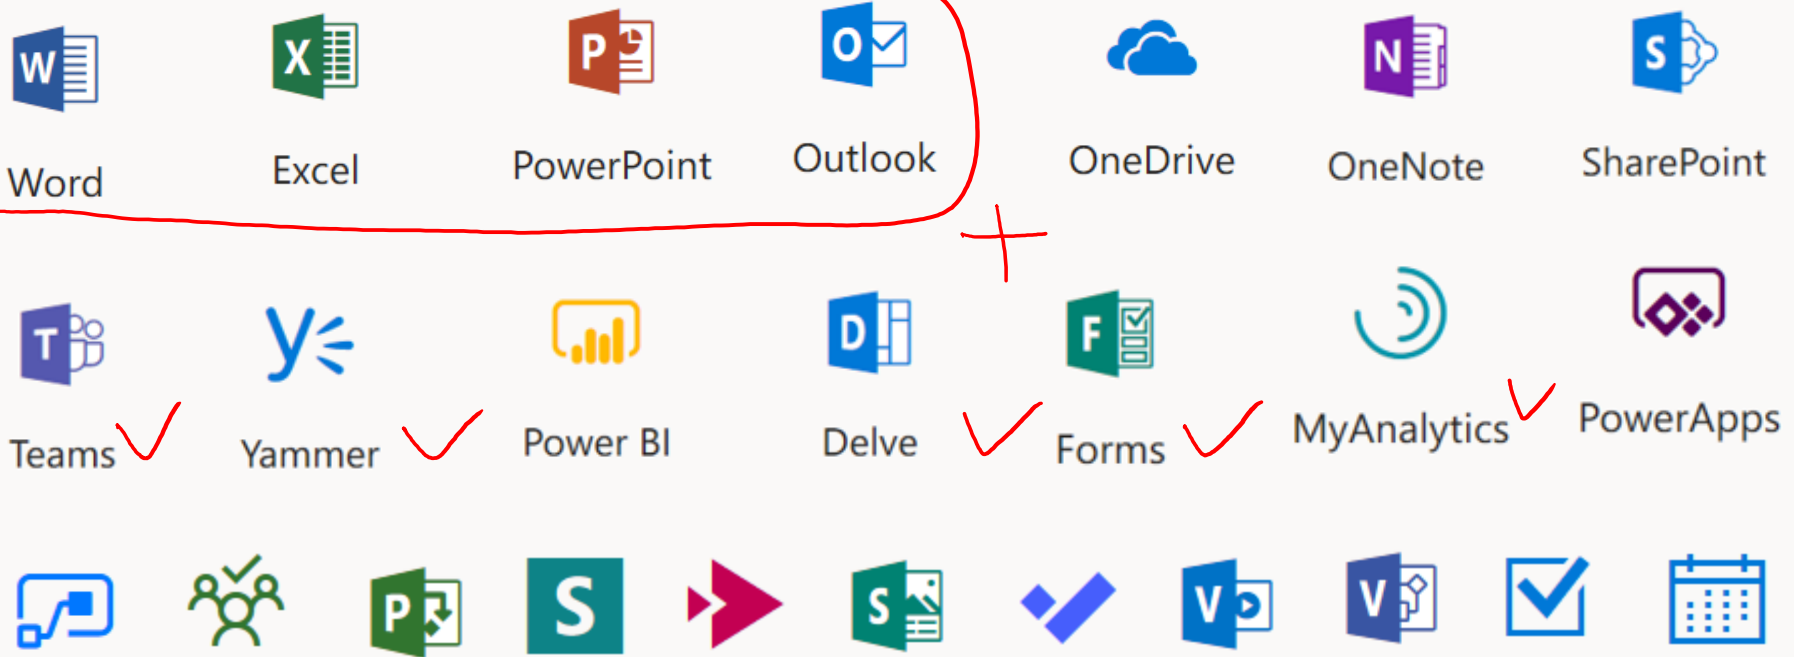 W X P O N S
Word Excel PowerPoint Outlook OneDrive OneNote SharePoint
T y D F
Teams Yammer Power BI Delve Forms MyAnalytics PowerApps
P S S V V